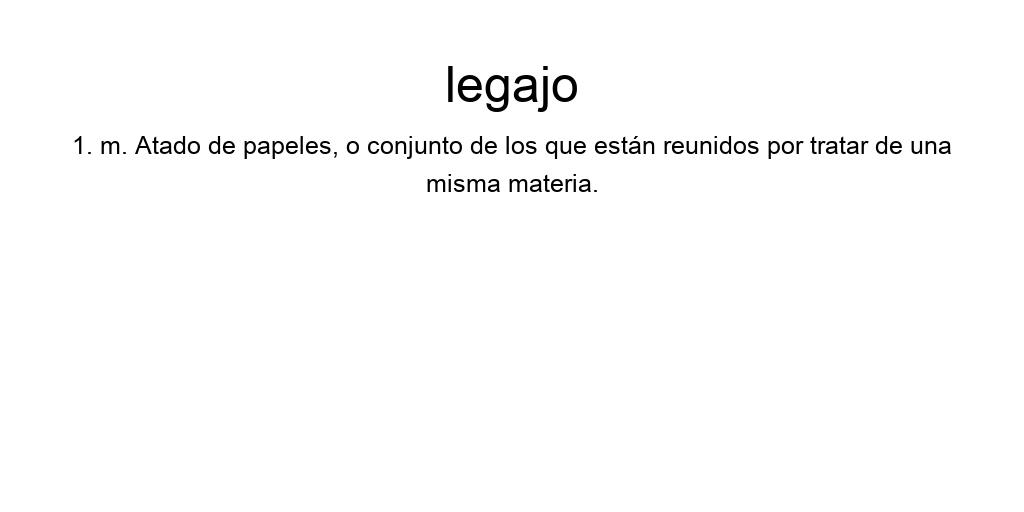 legajo
1. m. Atado de papeles, o conjunto de los que están reunidos por tratar de una
misma materia.